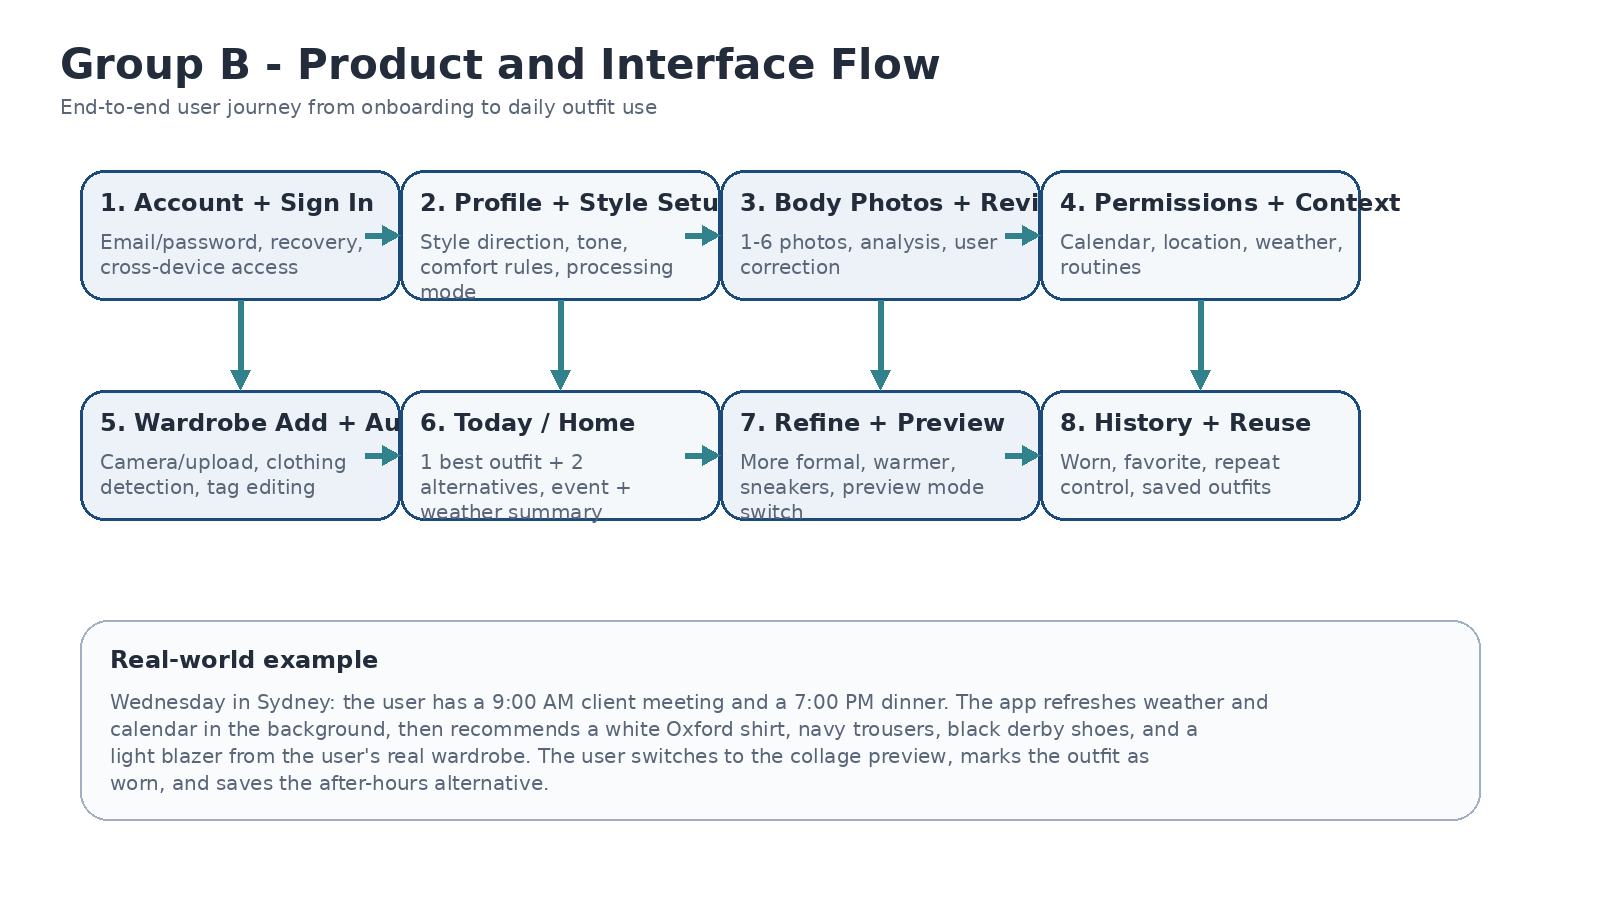 Group B - Product and Interface Flow
End-to-end user journey from onboarding to daily outfit use
1. Account + Sign In
Email/password, recovery,
cross-device access
2. Profile + Style Setu
Style direction, tone,
comfort rules, processing
mode
3. Body Photos + Revi
1-6 photos, analysis, user
correction
4. Permissions + Context
Calendar, location, weather,
routines
5. Wardrobe Add + Au
Camera/upload, clothing
detection, tag editing
6. Today / Home
1 best outfit + 2
alternatives, event +
weather summary
7. Refine + Preview
More formal, warmer,
sneakers, preview mode
switch
8. History + Reuse
Worn, favorite, repeat
control, saved outfits
Real-world example
Wednesday in Sydney: the user has a 9:00 AM client meeting and a 7:00 PM dinner. The app refreshes weather and
calendar in the background, then recommends a white Oxford shirt, navy trousers, black derby shoes, and a
light blazer from the user's real wardrobe. The user switches to the collage preview, marks the outfit as
worn, and saves the after-hours alternative.